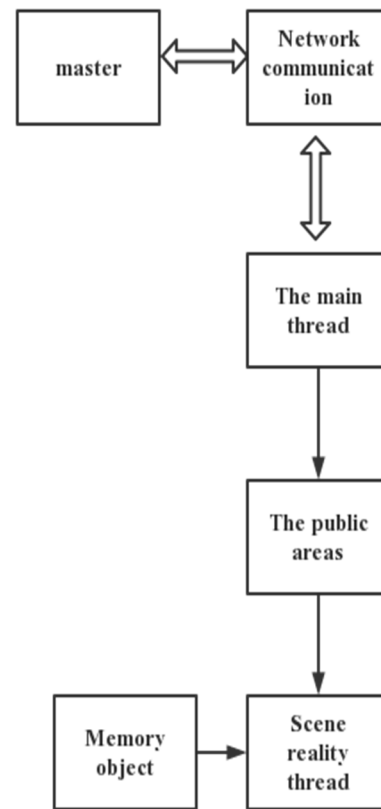 master
Network
communicat
ion
The main
thread
The public
areas
Memory
object
Scene
reality
thread